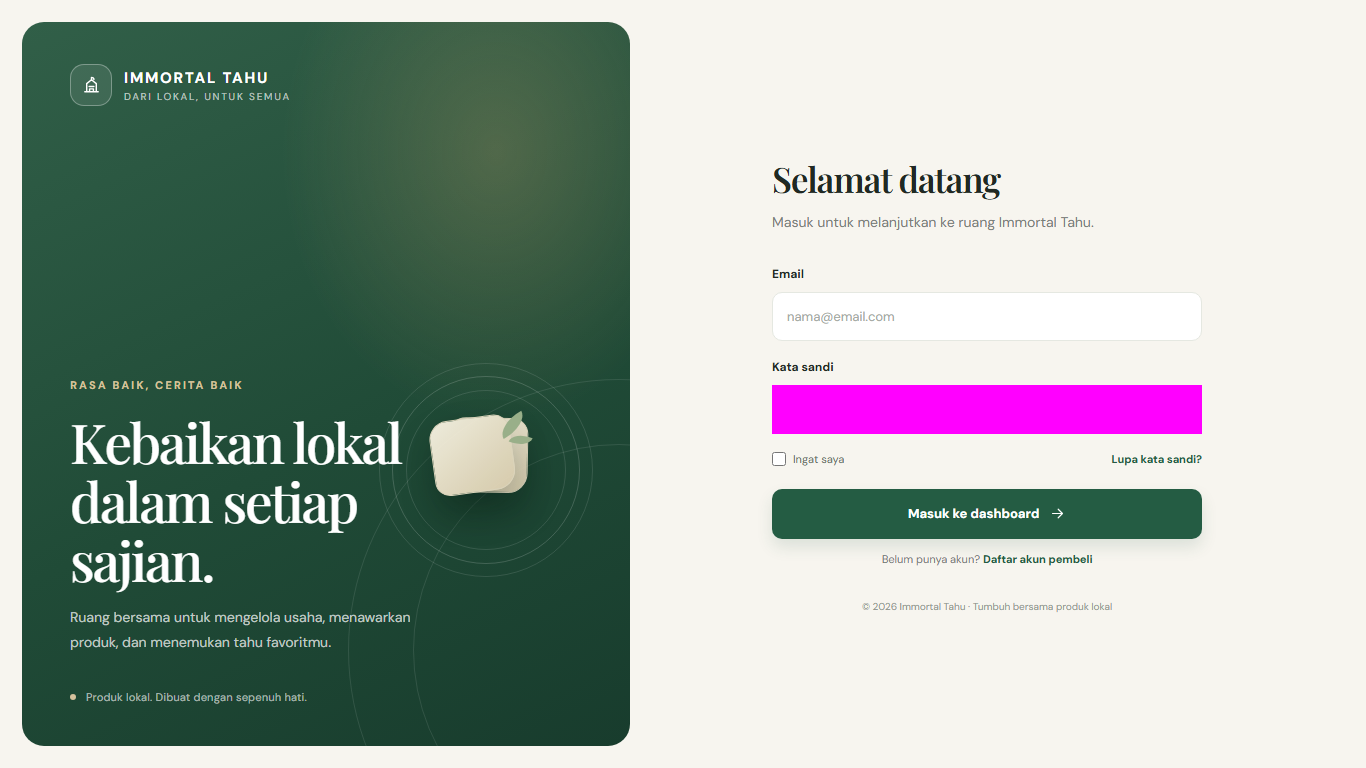 IMMORTAL TAHU
DARI LOKAL, UNTUK SEMUA
RASA BAIK, CERITA BAIK
Kebaikan lokal
dalam setiap
sajian.
Ruang bersama untuk mengelola usaha, menawarkan
produk, dan menemukan tahu favoritmu.
Produk lokal. Dibuat dengan sepenuh hati.
Selamat datang
Masuk untuk melanjutkan ke ruang Immortal Tahu.
Email
nama@email.com
Kata sandi
Ingat saya
Lupa kata sandi?
Masuk ke dashboard →
Belum punya akun? Daftar akun pembeli
© 2026 Immortal Tahu · Tumbuh bersama produk lokal